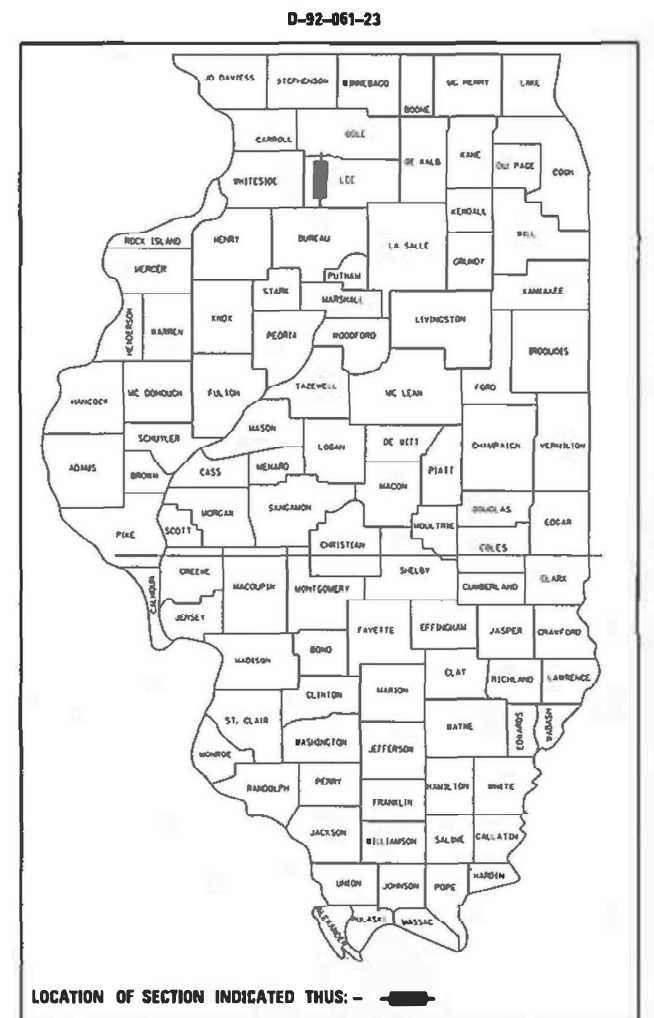 D-92-061-23
JO DAVIESS STEPHENSON WINNEBAGO BOONE MC HENRY LAKE
CARROLL OGLE
WHITESIDE LEE DE KALB KANE DU PAGE COOK
KENDALL WILL
ROCK ISLAND HENRY BUREAU LA SALLE GRUNDY
MERCER PUTNAM KANKAKEE
HENDERSON WARREN KNOX STARK MARSHALL LIVINGSTON
PEORIA WOODFORD IROQUOIS
HANCOCK MC DONOUGH FULTON TAZEWELL MC LEAN FORD
MASON
SCHUYLER LOGAN DE WITT CHAMPAIGN VERMILION
ADAMS BROWN CASS MENARD MACON PIATT
MORGAN SANGAMON DOUGLAS EDGAR
PIKE SCOTT CHRISTIAN MOULTRIE COLES
CALHOUN GREENE MACOUPIN MONTGOMERY SHELBY CUMBERLAND CLARK
JERSEY FAYETTE EFFINGHAM JASPER CRAWFORD
MADISON BOND
CLINTON MARION CLAY RICHLAND LAWRENCE
ST. CLAIR WAYNE EDWARDS WABASH
MONROE WASHINGTON JEFFERSON
RANDOLPH PERRY HAMILTON WHITE
FRANKLIN
JACKSON WILLIAMSON SALINE GALLATIN
UNION JOHNSON POPE HARDIN
ALEXANDER PULASKI MASSAC
LOCATION OF SECTION INDICATED THUS: -